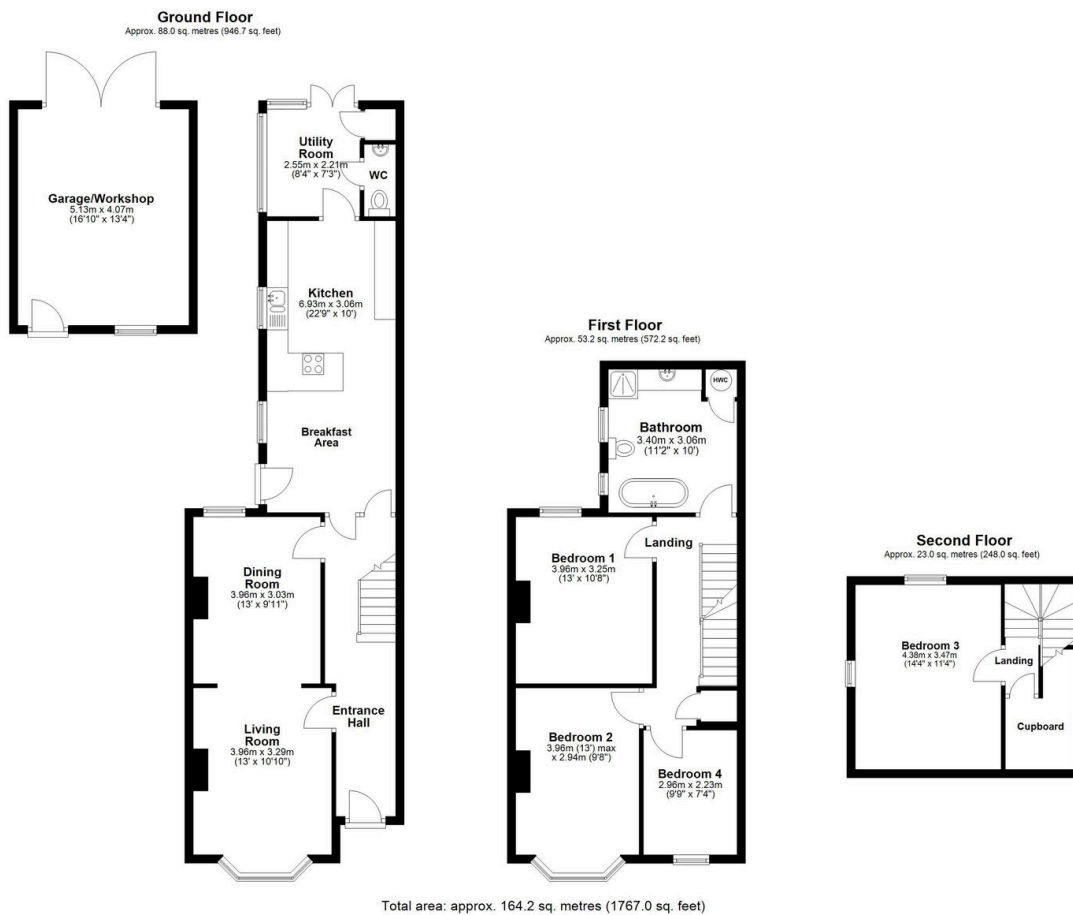 Ground Floor
Approx. 88.0 sq. metres (946.7 sq. feet)
Garage/Workshop
5.13m x 4.07m
(16'10" x 13'4")
Utility
Room
2.55m x 2.21m
(8'4" x 7'3")
WC
Kitchen
6.93m x 3.06m
(22'9" x 10')
Breakfast
Area
Dining
Room
3.96m x 3.03m
(13' x 9'11")
Living
Room
3.96m x 3.29m
(13' x 10'10")
Entrance
Hall
First Floor
Approx. 53.2 sq. metres (572.2 sq. feet)
HWC
Bathroom
3.40m x 3.06m
(11'2" x 10')
Bedroom 1
3.96m x 3.25m
(13' x 10'8")
Landing
Bedroom 2
3.96m (13') max
x 2.94m (9'8")
Bedroom 4
2.96m x 2.23m
(9'9" x 7'4")
Second Floor
Approx. 23.0 sq. metres (248.0 sq. feet)
Bedroom 3
4.38m x 3.47m
(14'4" x 11'4")
Landing
Cupboard
Total area: approx. 164.2 sq. metres (1767.0 sq. feet)